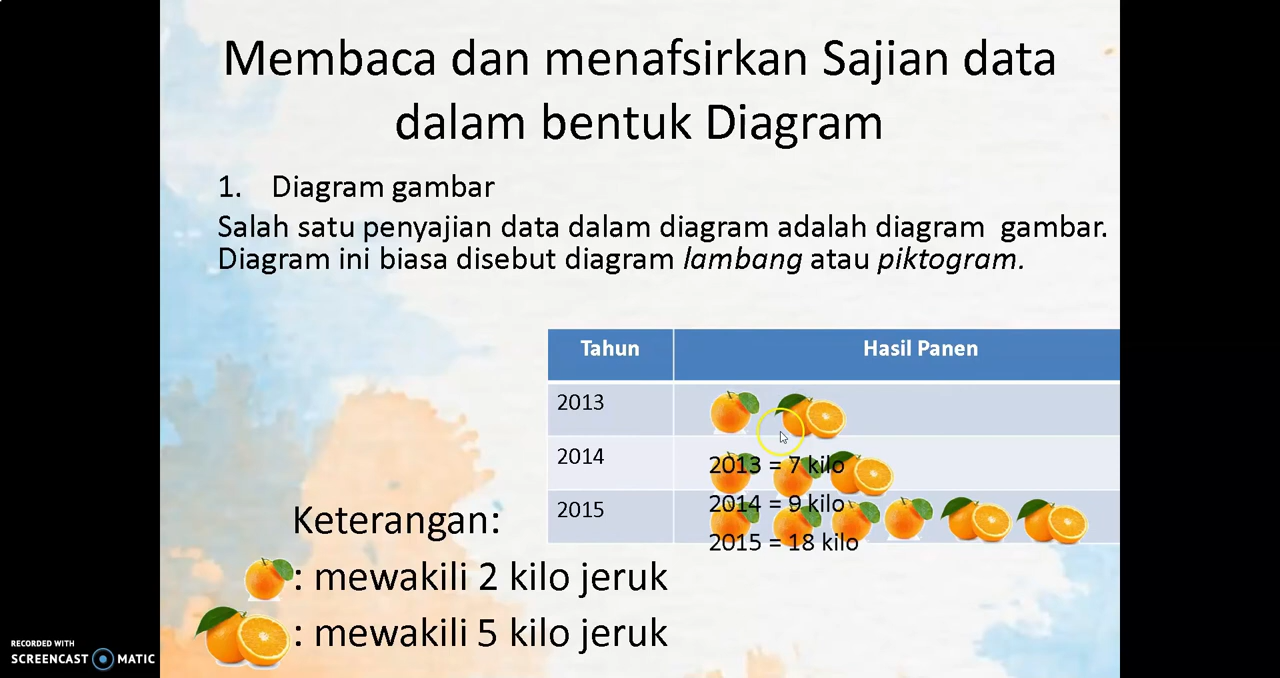 Membaca dan menafsirkan Sajian data
dalam bentuk Diagram
1. Diagram gambar
Salah satu penyajian data dalam diagram adalah diagram gambar.
Diagram ini biasa disebut diagram lambang atau piktogram.
Tahun Hasil Panen
2013
2014
2015
2013 = 7 kilo
2014 = 9 kilo
2015 = 18 kilo
Keterangan:
: mewakili 2 kilo jeruk
: mewakili 5 kilo jeruk
RECORDED WITH
SCREENCAST MATIC